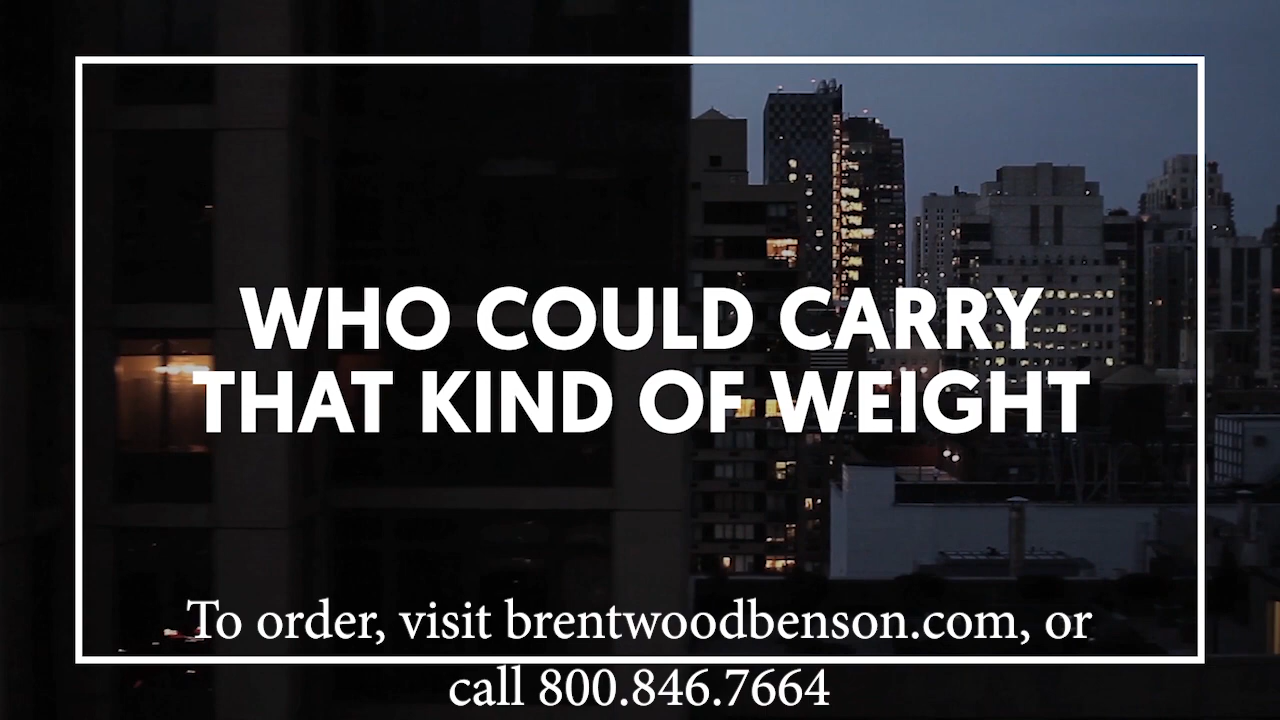 WHO COULD CARRY
THAT KIND OF WEIGHT
To order, visit brentwoodbenson.com, or
call 800.846.7664